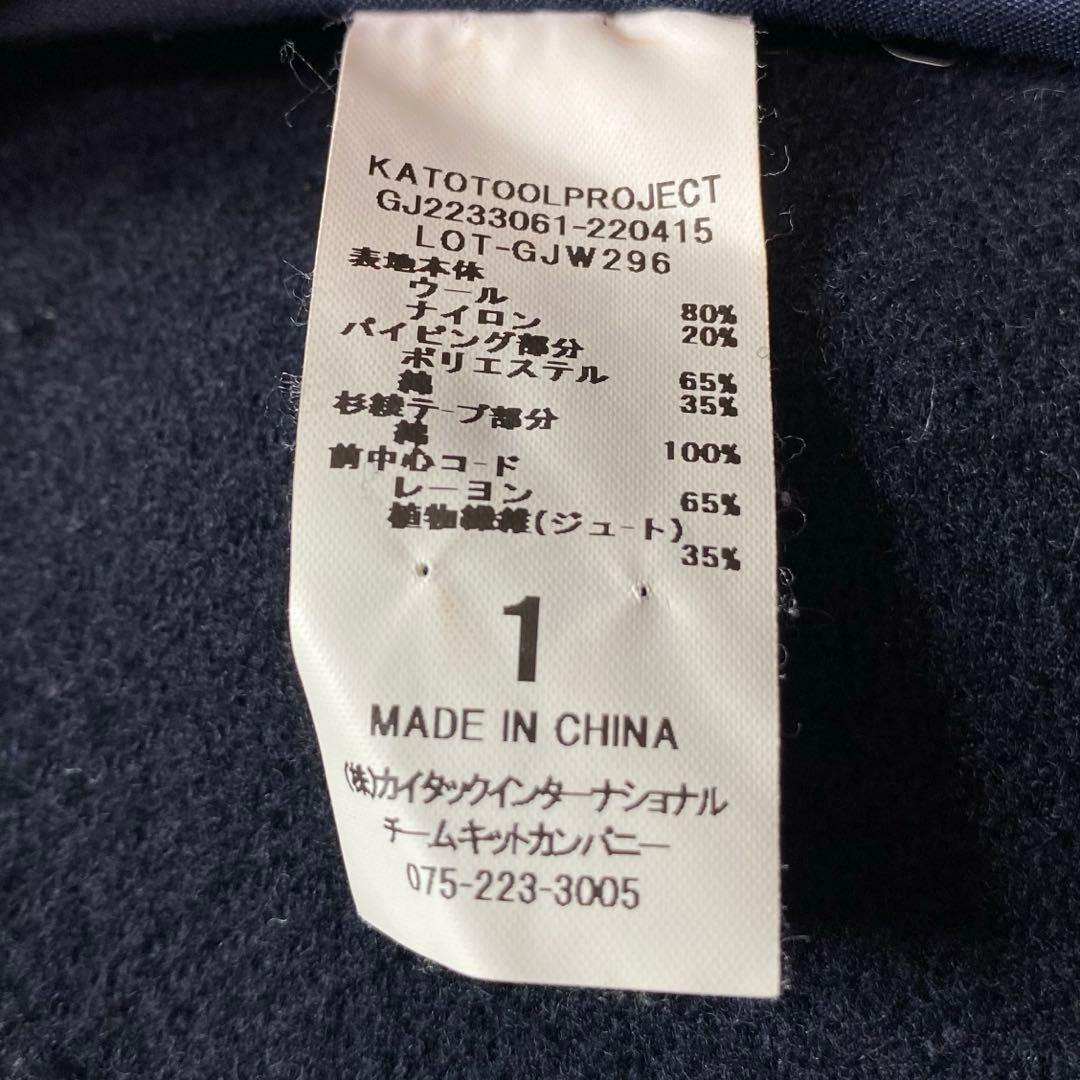 KATOTOOLPROJECT
GJ2233061-220415
LOT-GJW296
表地本体
ウール 80%
ナイロン 20%
パイピング部分
ポリエステル 65%
綿 35%
杉綾テープ部分
綿 100%
前中心コード
レーヨン 65%
植物繊維(ジュート)
35%
1
MADE IN CHINA
(株)カイタックインターナショナル
チームキットカンパニー
075-223-3005